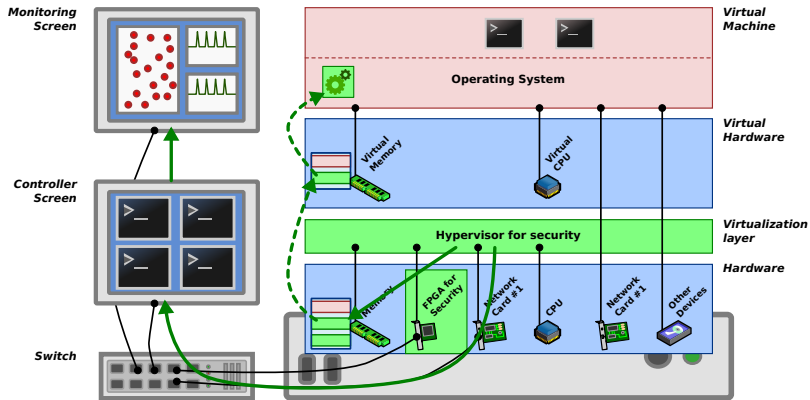 Monitoring
Screen
>_
>_
Virtual
Machine
Operating System
Virtual
Memory
Virtual
CPU
Virtual
Hardware
Controller
Screen
>_
>_
>_
>_
Hypervisor for security
Virtualization
layer
Hardware
Memory
FPGA for
Security
Network
Card #1
CPU
Network
Card #1
Other
Devices
Switch